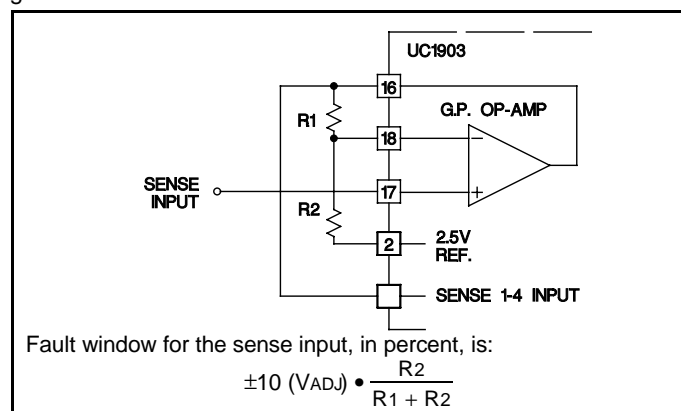 UC1903
16
G.P. OP-AMP
R1
18
−
SENSE
INPUT
17
+
R2
2
2.5V
REF.
SENSE 1-4 INPUT
Fault window for the sense input, in percent, is:
±10 (VADJ) • R2
R1 + R2